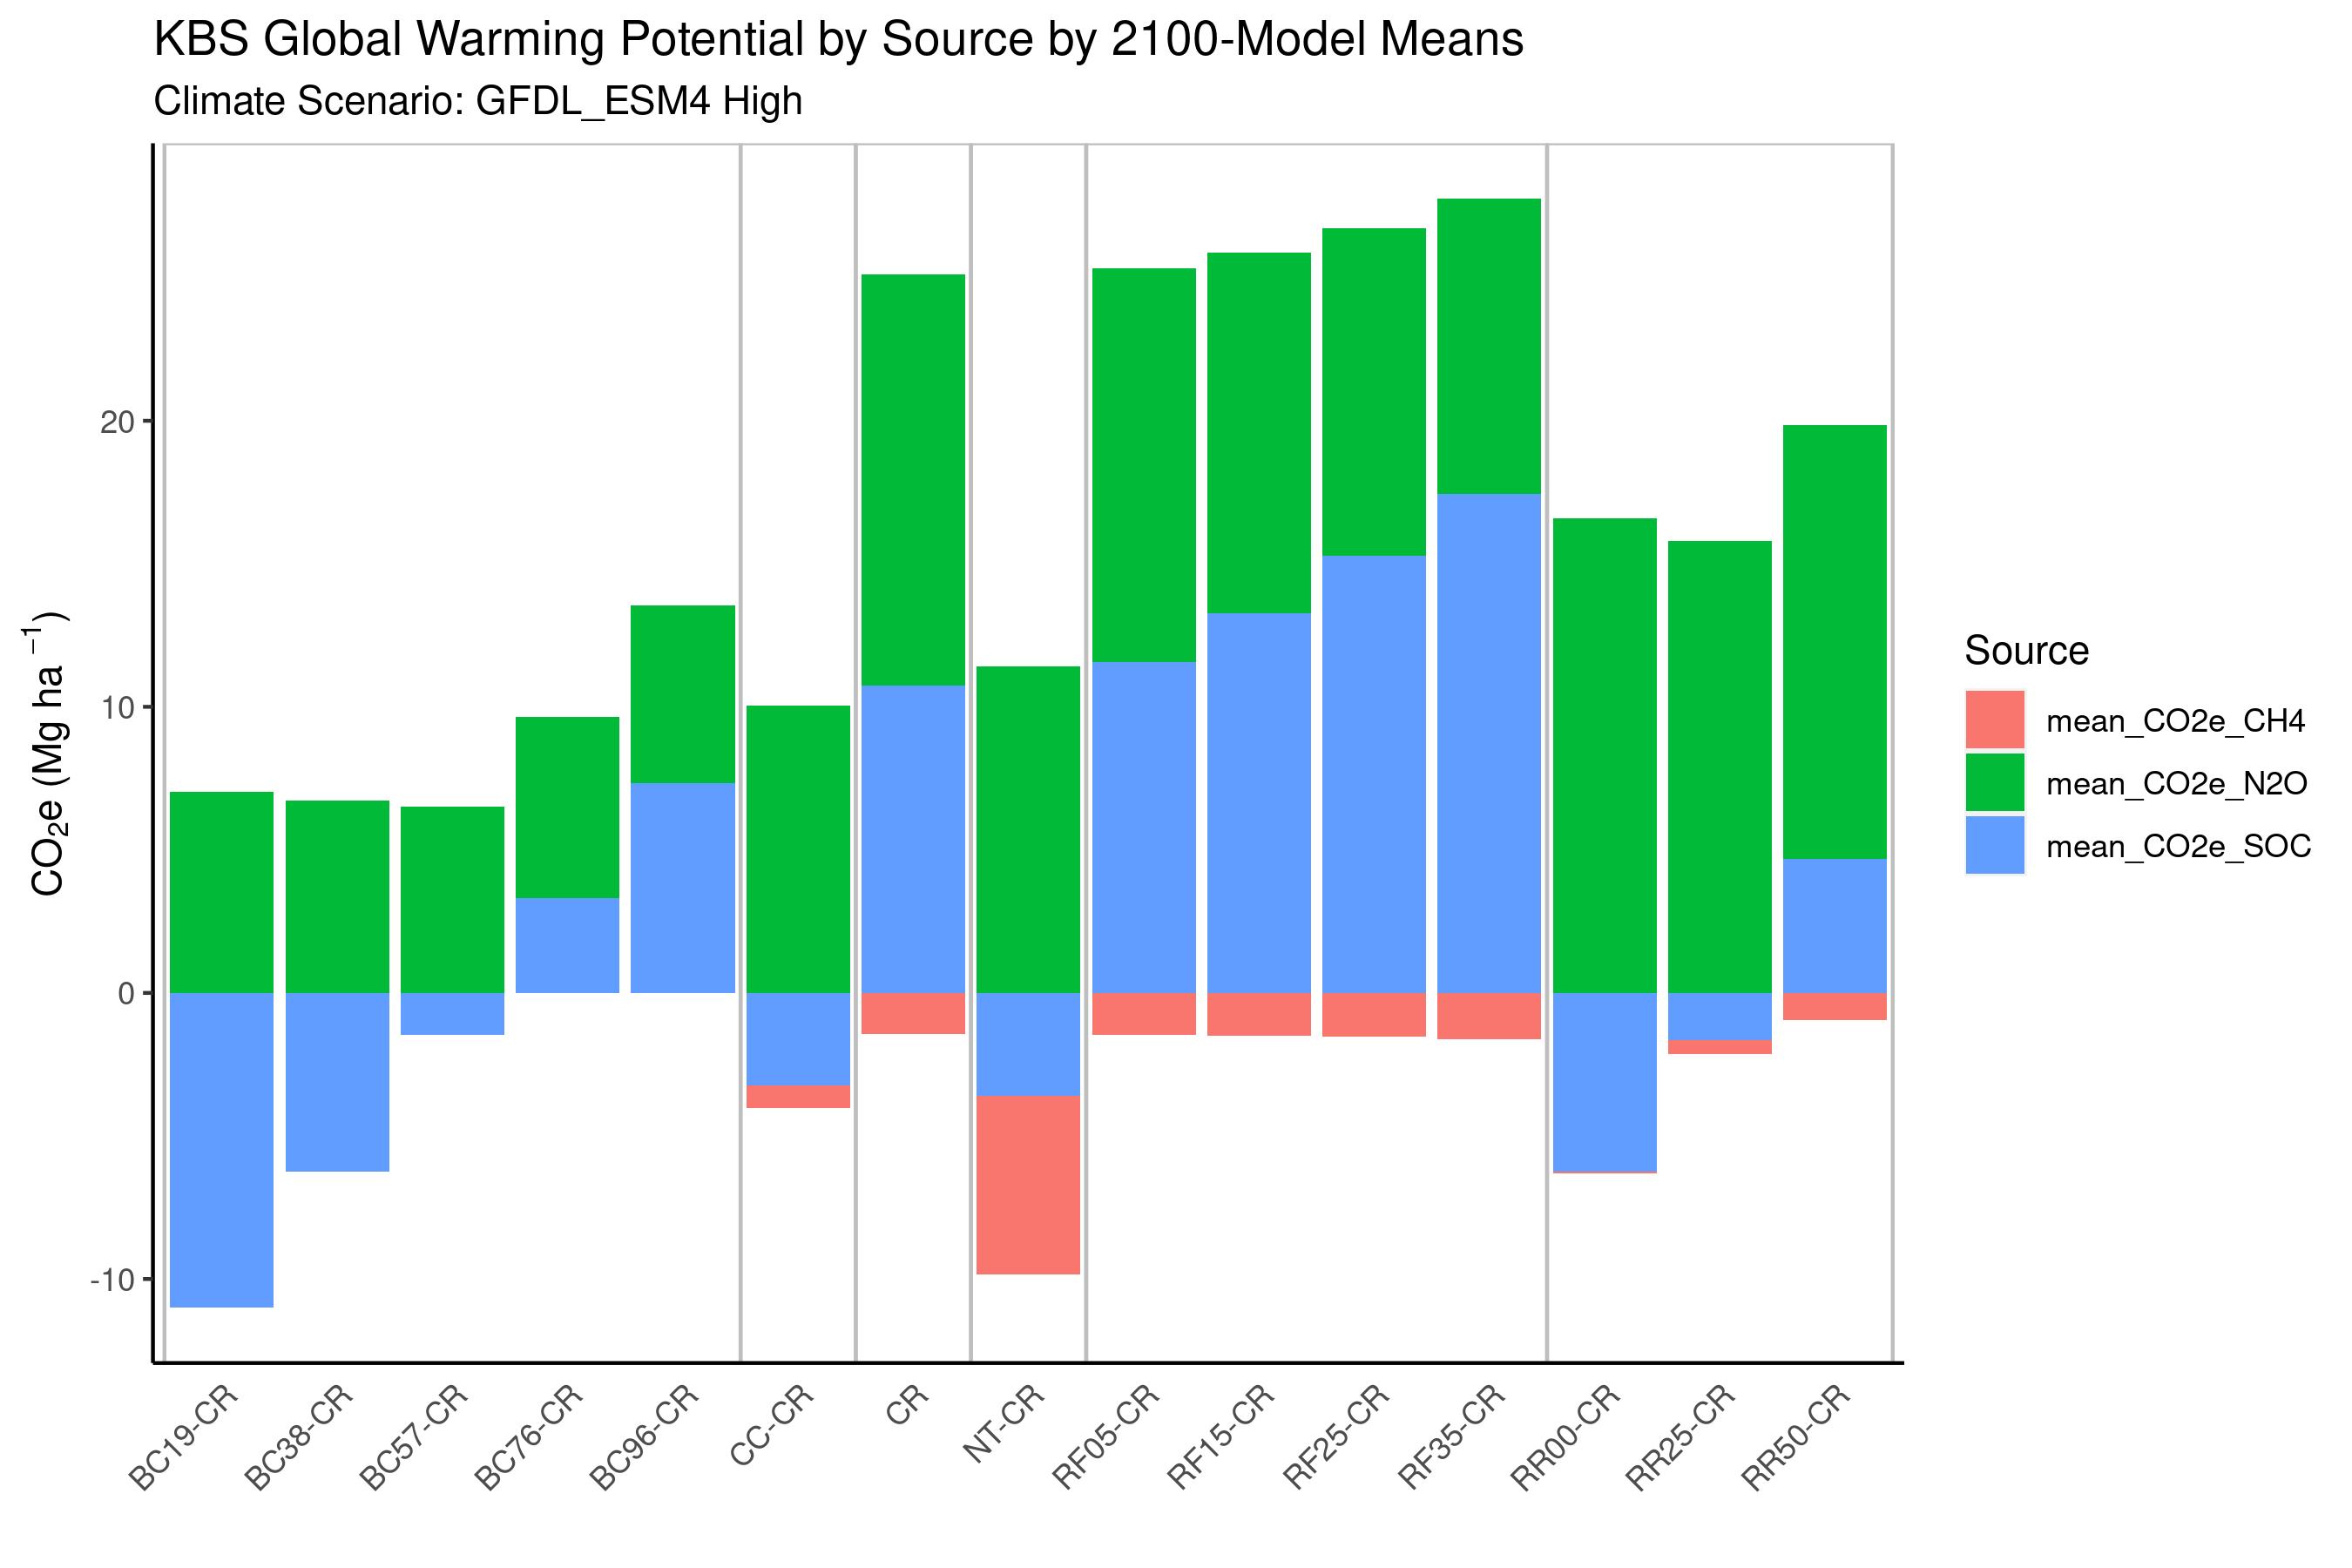 KBS Global Warming Potential by Source by 2100-Model Means
Climate Scenario: GFDL_ESM4 High
CO₂e (Mg ha ⁻¹)
20
10
0
-10
BC19-CR
BC38-CR
BC57-CR
BC76-CR
BC96-CR
CC-CR
CR
NT-CR
RF05-CR
RF15-CR
RF25-CR
RF35-CR
RR00-CR
RR25-CR
RR50-CR
Source
mean_CO2e_CH4
mean_CO2e_N2O
mean_CO2e_SOC